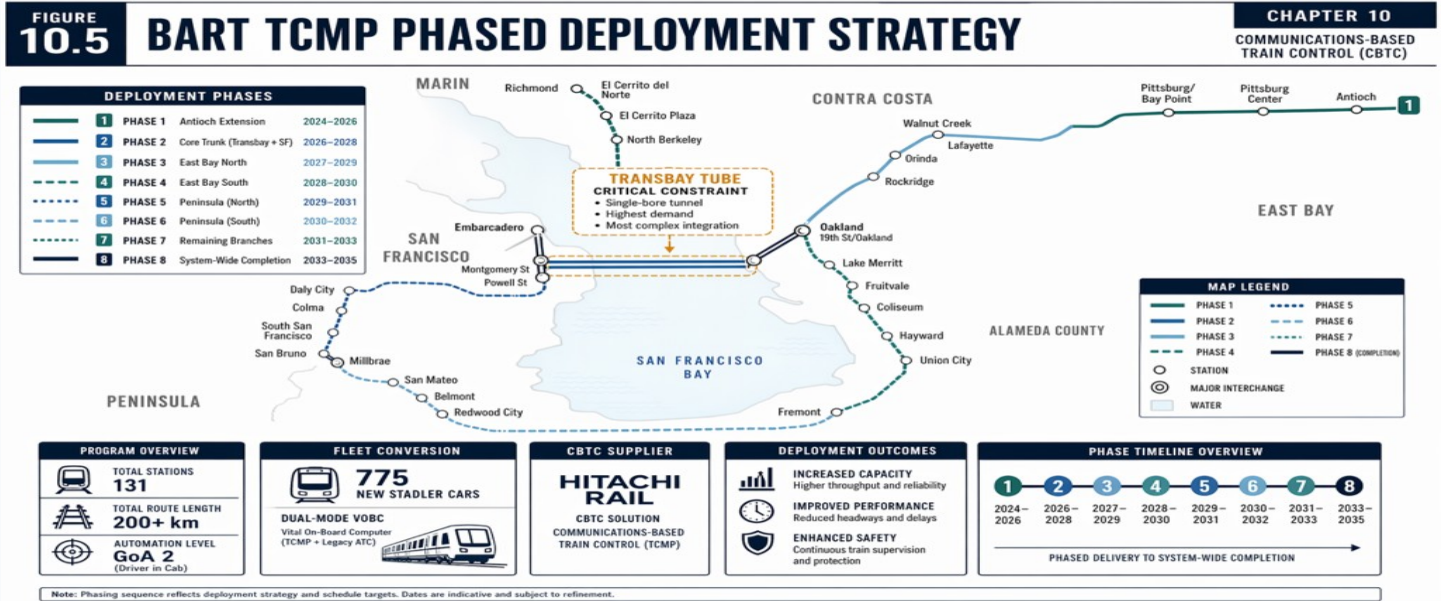 FIGURE
10.5
BART TCMP PHASED DEPLOYMENT STRATEGY
CHAPTER 10
COMMUNICATIONS-BASED
TRAIN CONTROL (CBTC)
DEPLOYMENT PHASES
1 PHASE 1 Antioch Extension 2024–2026
2 PHASE 2 Core Trunk (Transbay + SF) 2026–2028
3 PHASE 3 East Bay North 2027–2029
4 PHASE 4 East Bay South 2028–2030
5 PHASE 5 Peninsula (North) 2029–2031
6 PHASE 6 Peninsula (South) 2030–2032
7 PHASE 7 Remaining Branches 2031–2033
8 PHASE 8 System-Wide Completion 2033–2035
MARIN
Richmond
El Cerrito del
Norte
El Cerrito Plaza
North Berkeley
CONTRA COSTA
Pittsburg/
Bay Point
Pittsburg
Center
Antioch
1
Walnut Creek
Lafayette
Orinda
Rockridge
TRANSBAY TUBE
CRITICAL CONSTRAINT
• Single-bore tunnel
• Highest demand
• Most complex integration
EAST BAY
Embarcadero
SAN
FRANCISCO
Montgomery St
Powell St
Oakland
19th St/Oakland
Lake Merritt
Fruitvale
Coliseum
Hayward
Union City
Fremont
ALAMEDA COUNTY
Daly City
Colma
South San
Francisco
San Bruno
Millbrae
San Mateo
Belmont
Redwood City
SAN FRANCISCO
BAY
PENINSULA
MAP LEGEND
PHASE 1
PHASE 2
PHASE 3
PHASE 4
PHASE 5
PHASE 6
PHASE 7
PHASE 8 (COMPLETION)
STATION
MAJOR INTERCHANGE
WATER
PROGRAM OVERVIEW
TOTAL STATIONS
131
TOTAL ROUTE LENGTH
200+ km
AUTOMATION LEVEL
GoA 2
(Driver in Cab)
FLEET CONVERSION
775
NEW STADLER CARS
DUAL-MODE VOBC
Vital On-Board Computer
(TCMP + Legacy ATC)
CBTC SUPPLIER
HITACHI
RAIL
CBTC SOLUTION
COMMUNICATIONS-BASED
TRAIN CONTROL (TCMP)
DEPLOYMENT OUTCOMES
INCREASED CAPACITY
Higher throughput and reliability
IMPROVED PERFORMANCE
Reduced headways and delays
ENHANCED SAFETY
Continuous train supervision
and protection
PHASE TIMELINE OVERVIEW
1 2 3 4 5 6 7 8
2024– 2026– 2027– 2028– 2029– 2030– 2031– 2033–
2026 2028 2029 2030 2031 2032 2033 2035
PHASED DELIVERY TO SYSTEM-WIDE COMPLETION
Note: Phasing sequence reflects deployment strategy and schedule targets. Dates are indicative and subject to refinement.